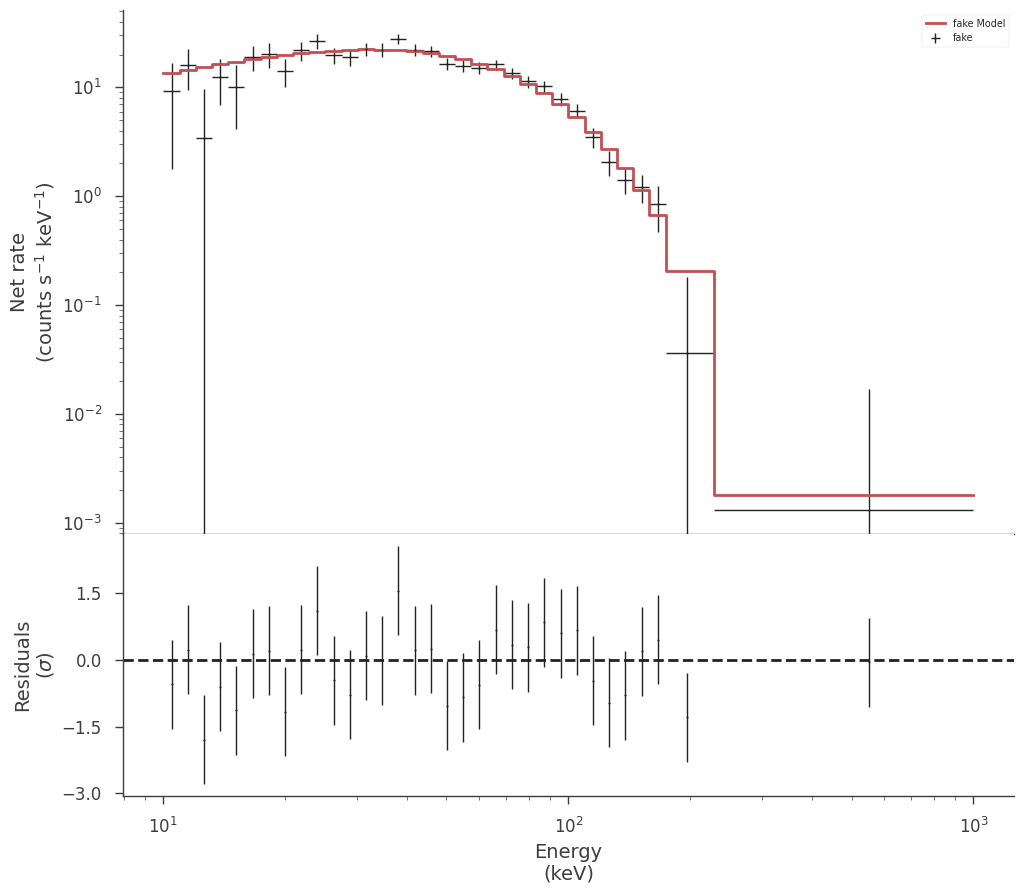 fake Model
fake
10¹
10⁰
10⁻¹
10⁻²
10⁻³
Net rate
(counts s⁻¹ keV⁻¹)
1.5
0.0
−1.5
−3.0
Residuals
(σ)
10¹
10²
10³
Energy
(keV)